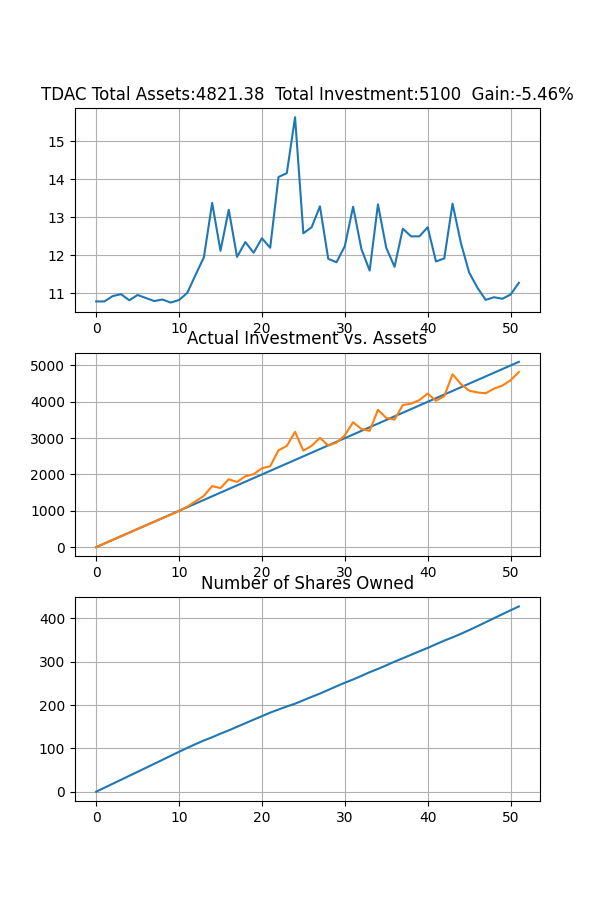 TDAC Total Assets:4821.38  Total Investment:5100  Gain:-5.46%
15
14
13
12
11
0 10 20 30 40 50
Actual Investment vs. Assets
5000
4000
3000
2000
1000
0
0 10 20 30 40 50
Number of Shares Owned
400
300
200
100
0
0 10 20 30 40 50